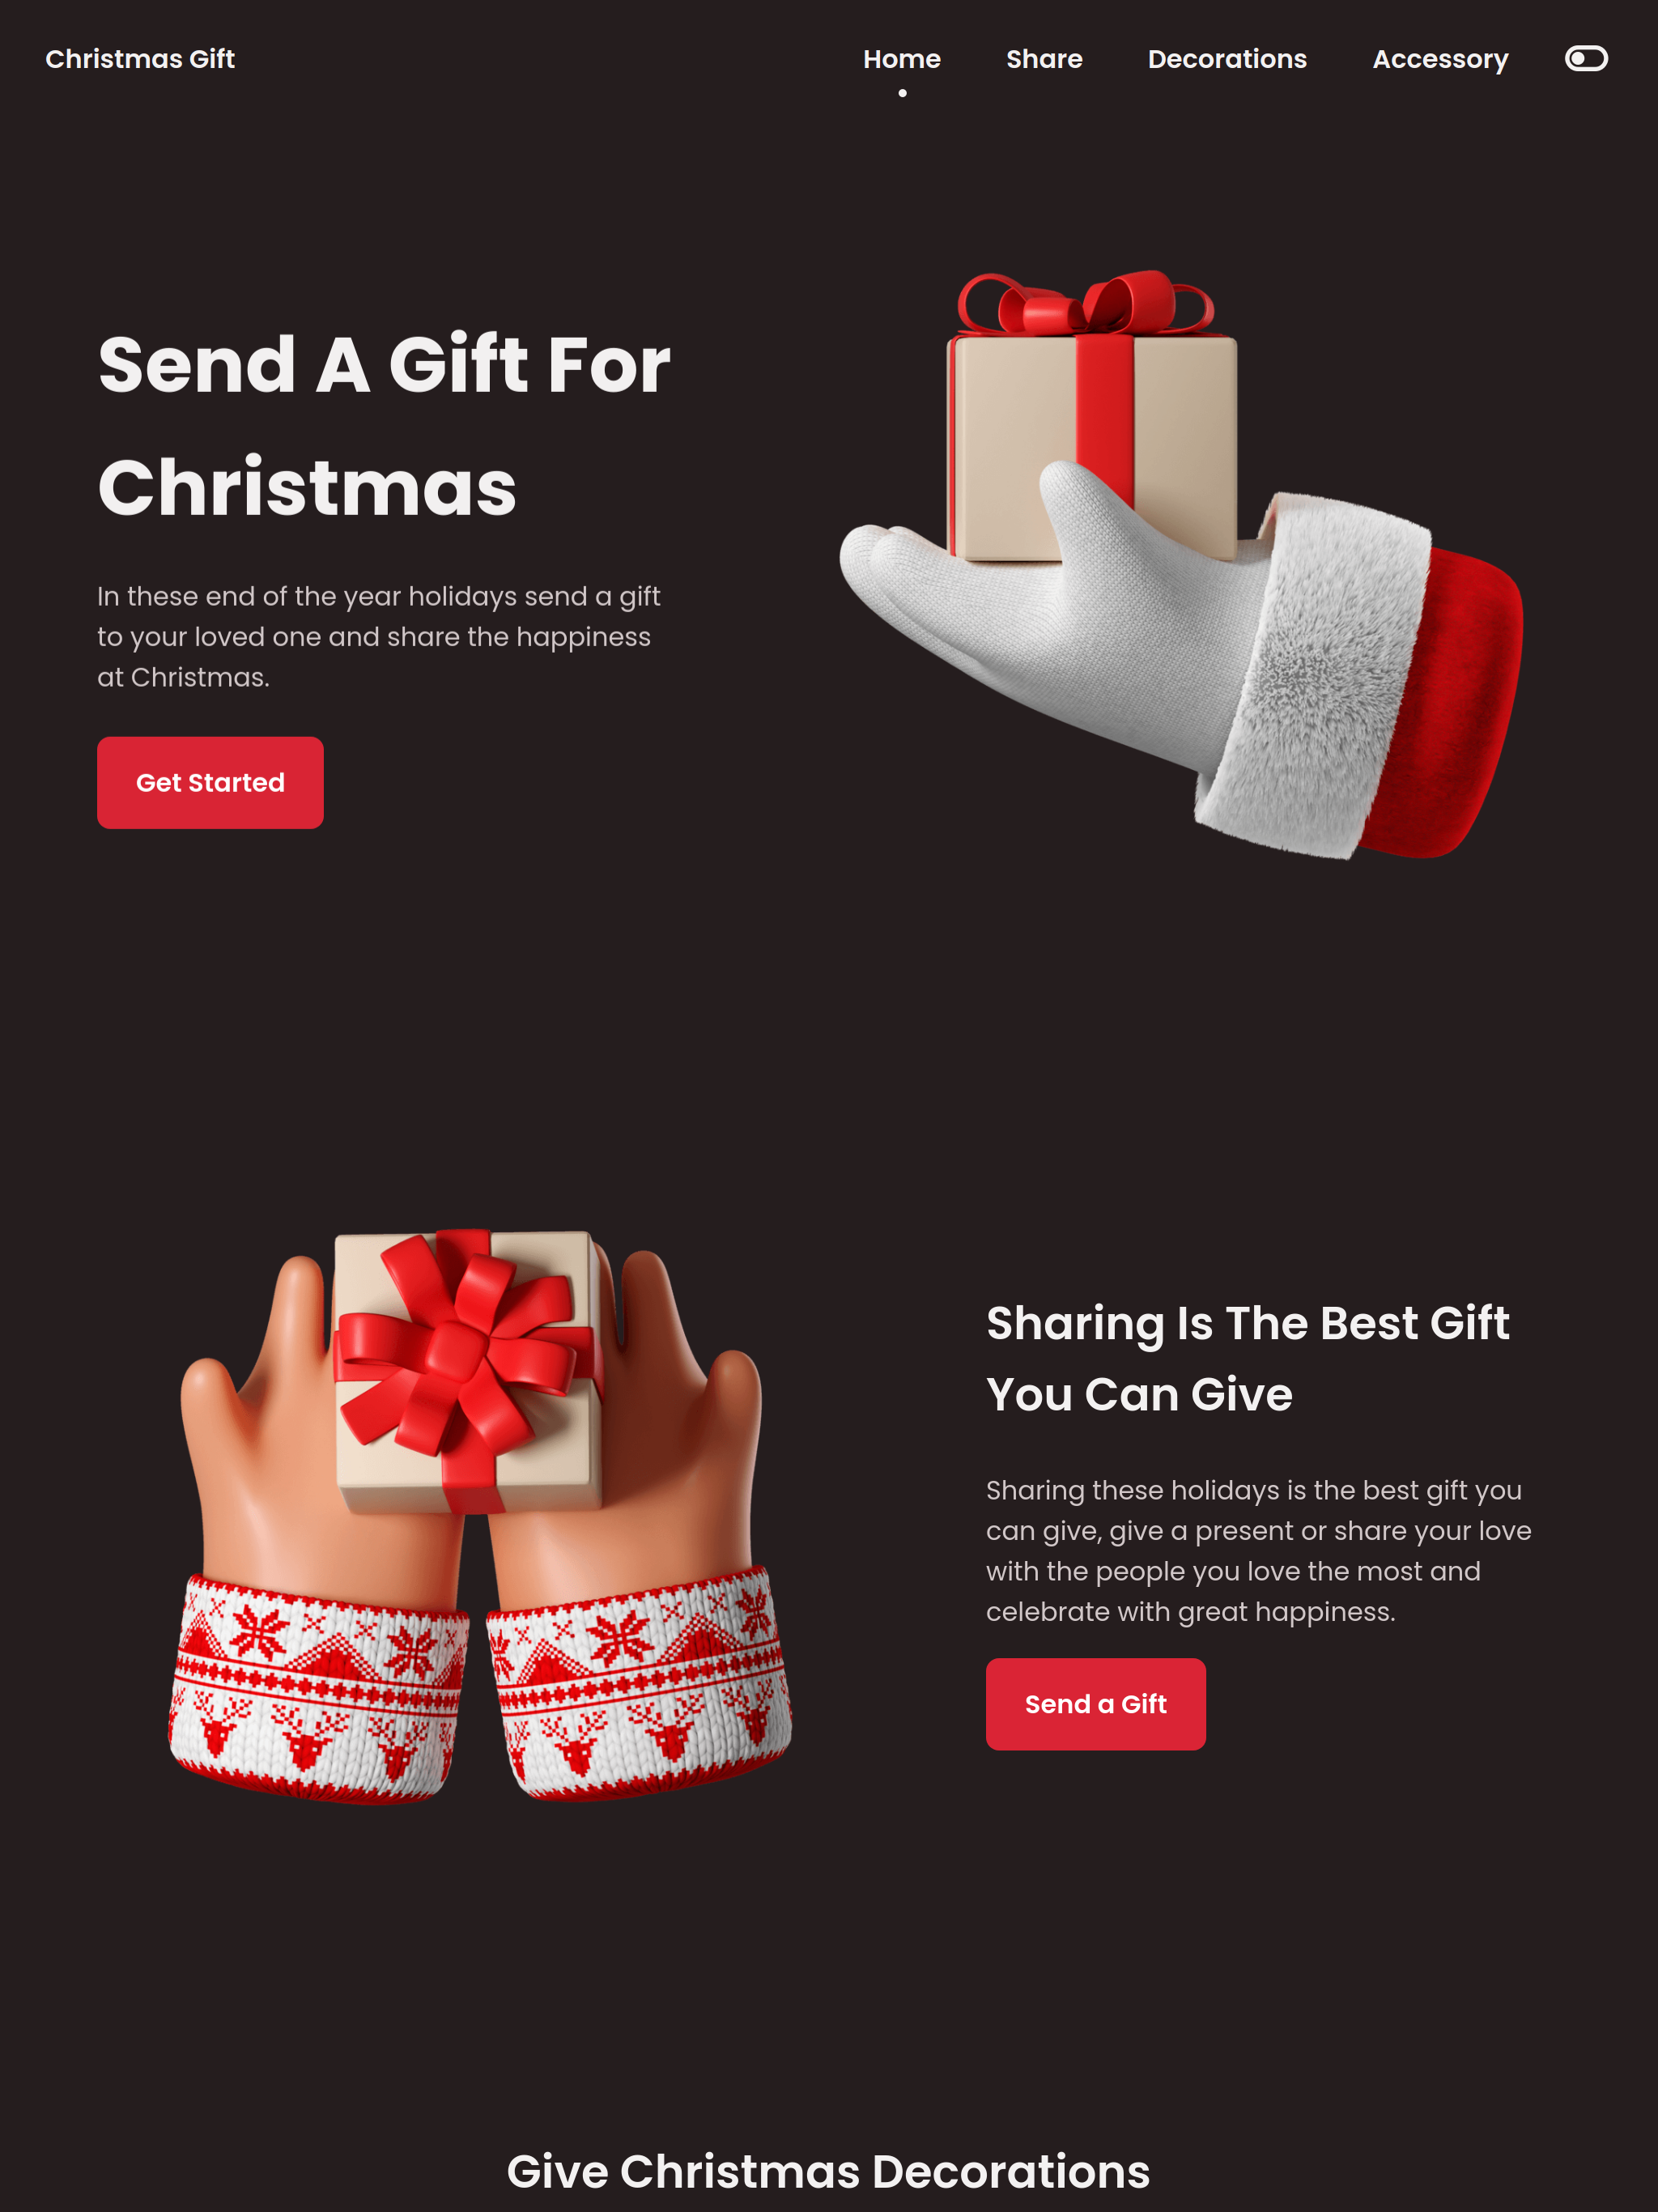 Christmas Gift
Home Share Decorations Accessory
Send A Gift For
Christmas
In these end of the year holidays send a gift
to your loved one and share the happiness
at Christmas.
Get Started
Sharing Is The Best Gift
You Can Give
Sharing these holidays is the best gift you
can give, give a present or share your love
with the people you love the most and
celebrate with great happiness.
Send a Gift
Give Christmas Decorations